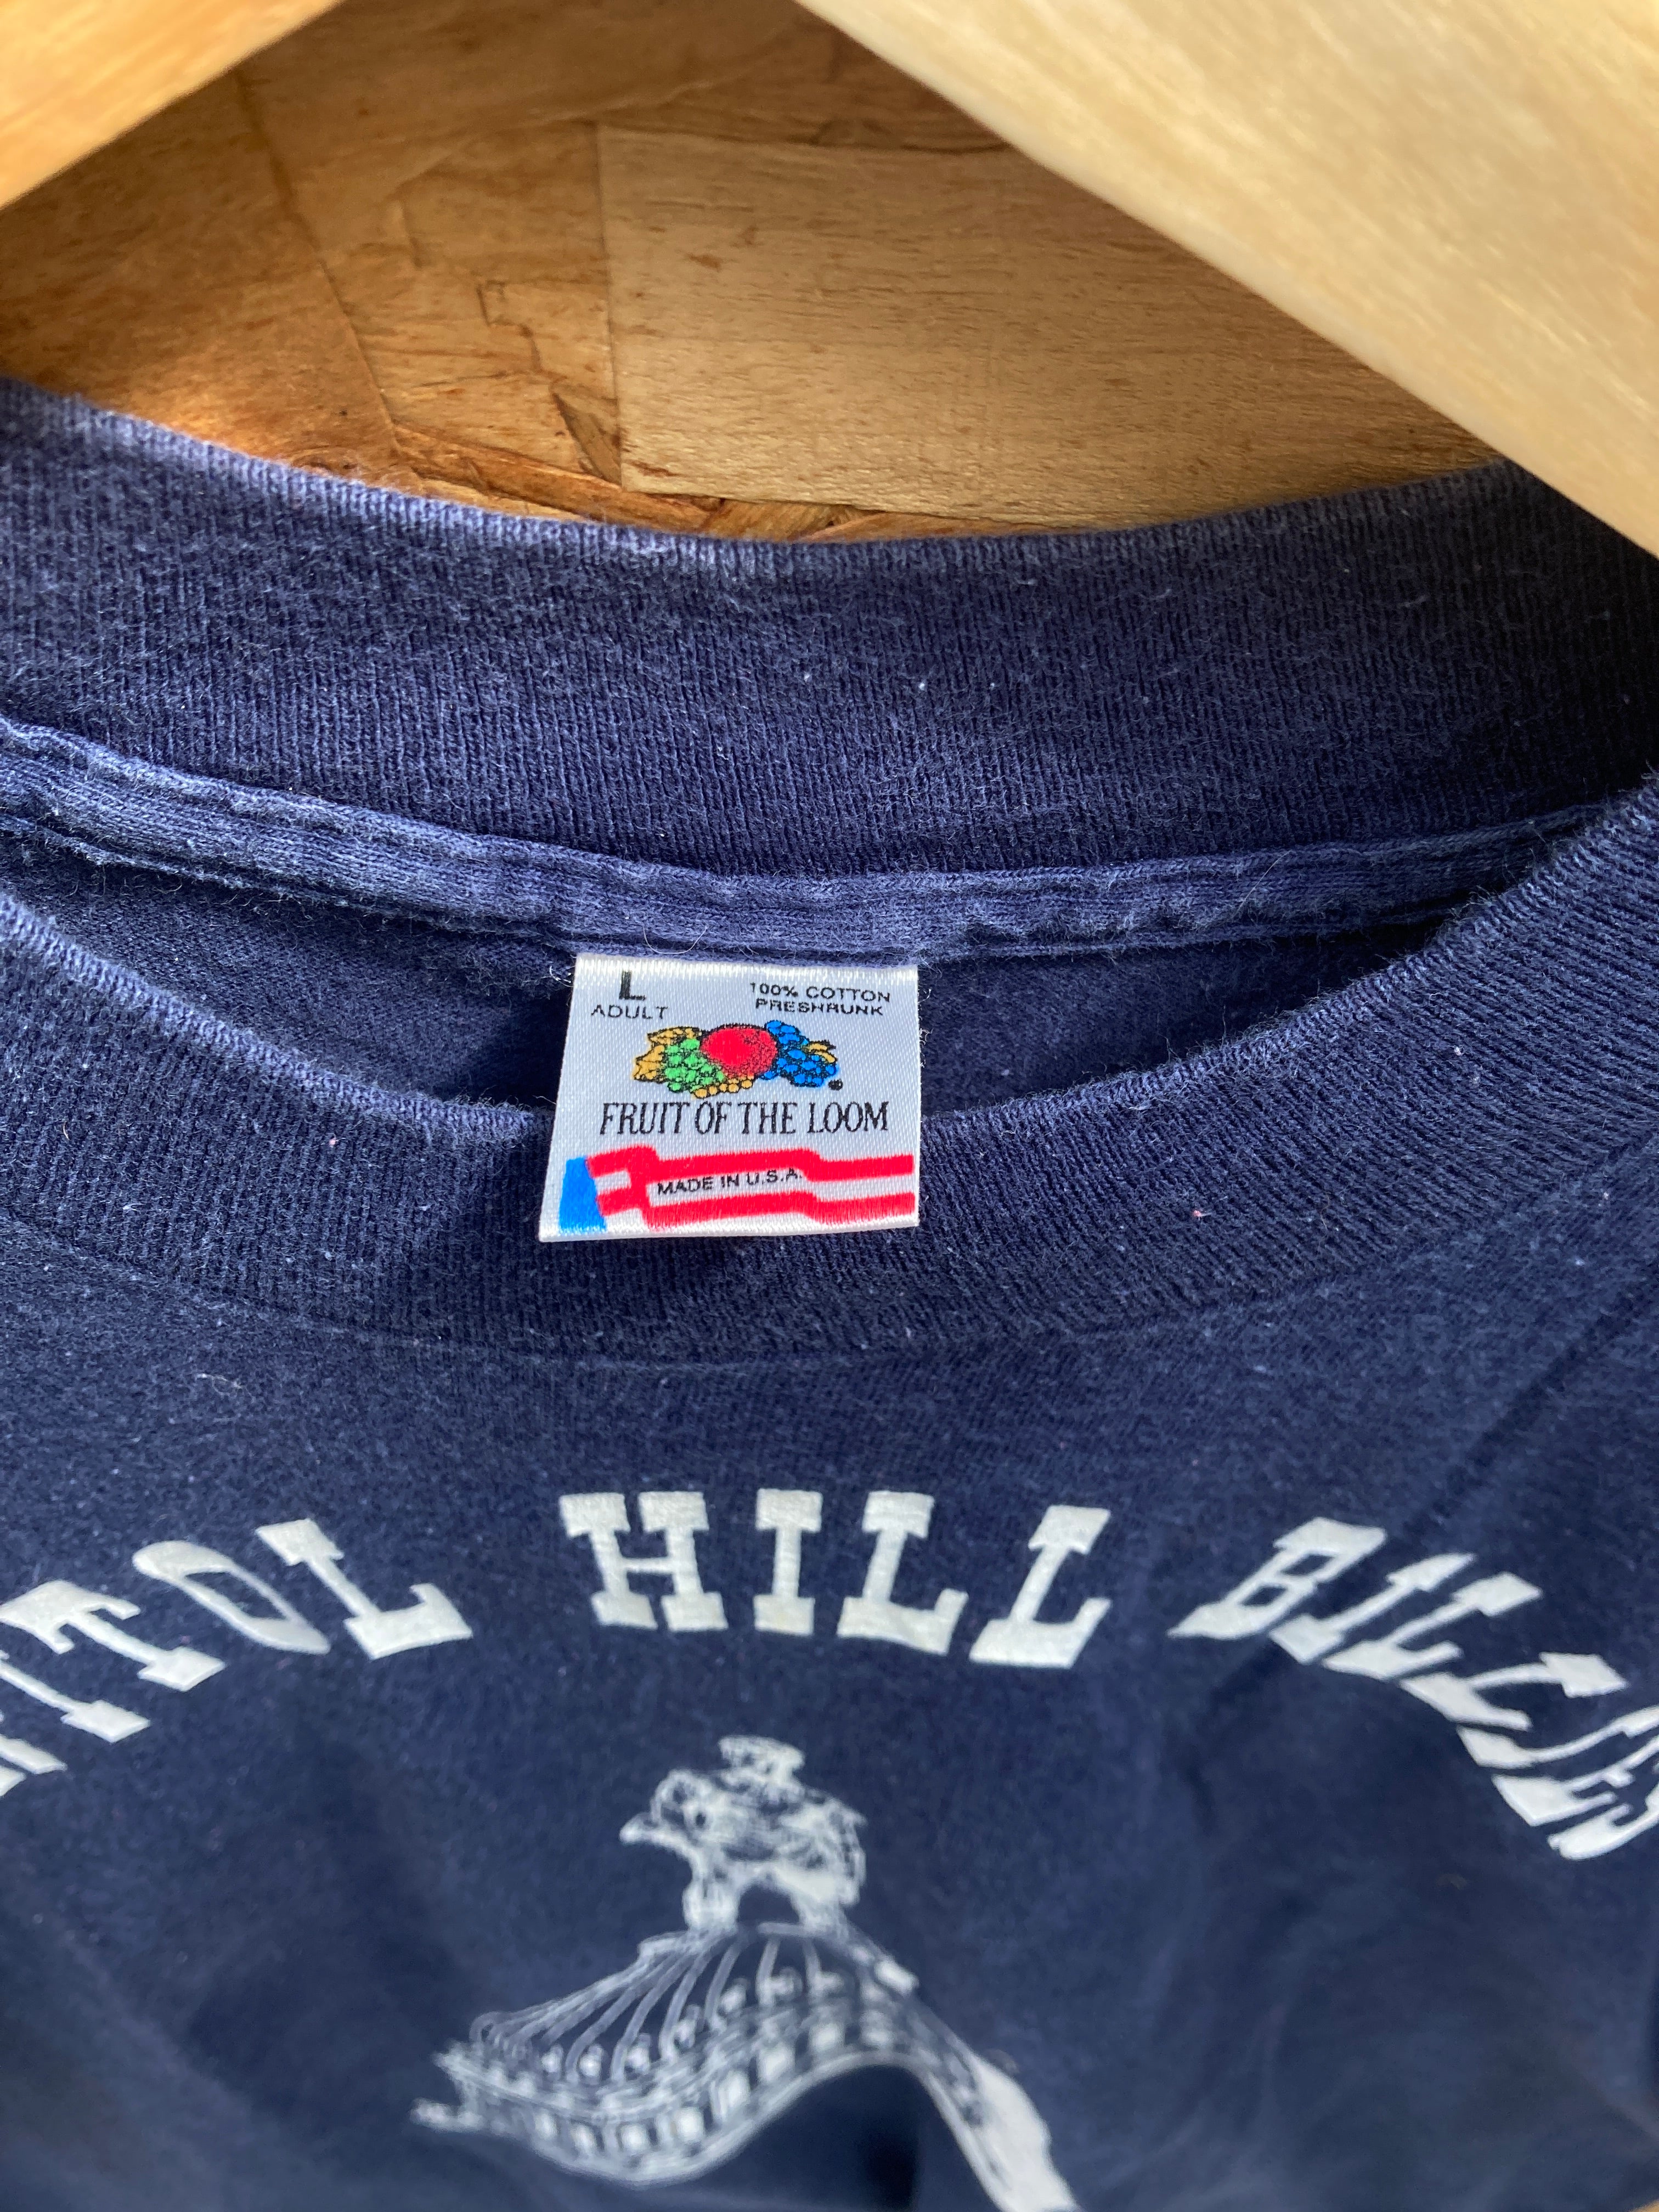 L
ADULT
100% COTTON
PRESHRUNK
FRUIT OF THE LOOM
MADE IN U.S.A.
HILL